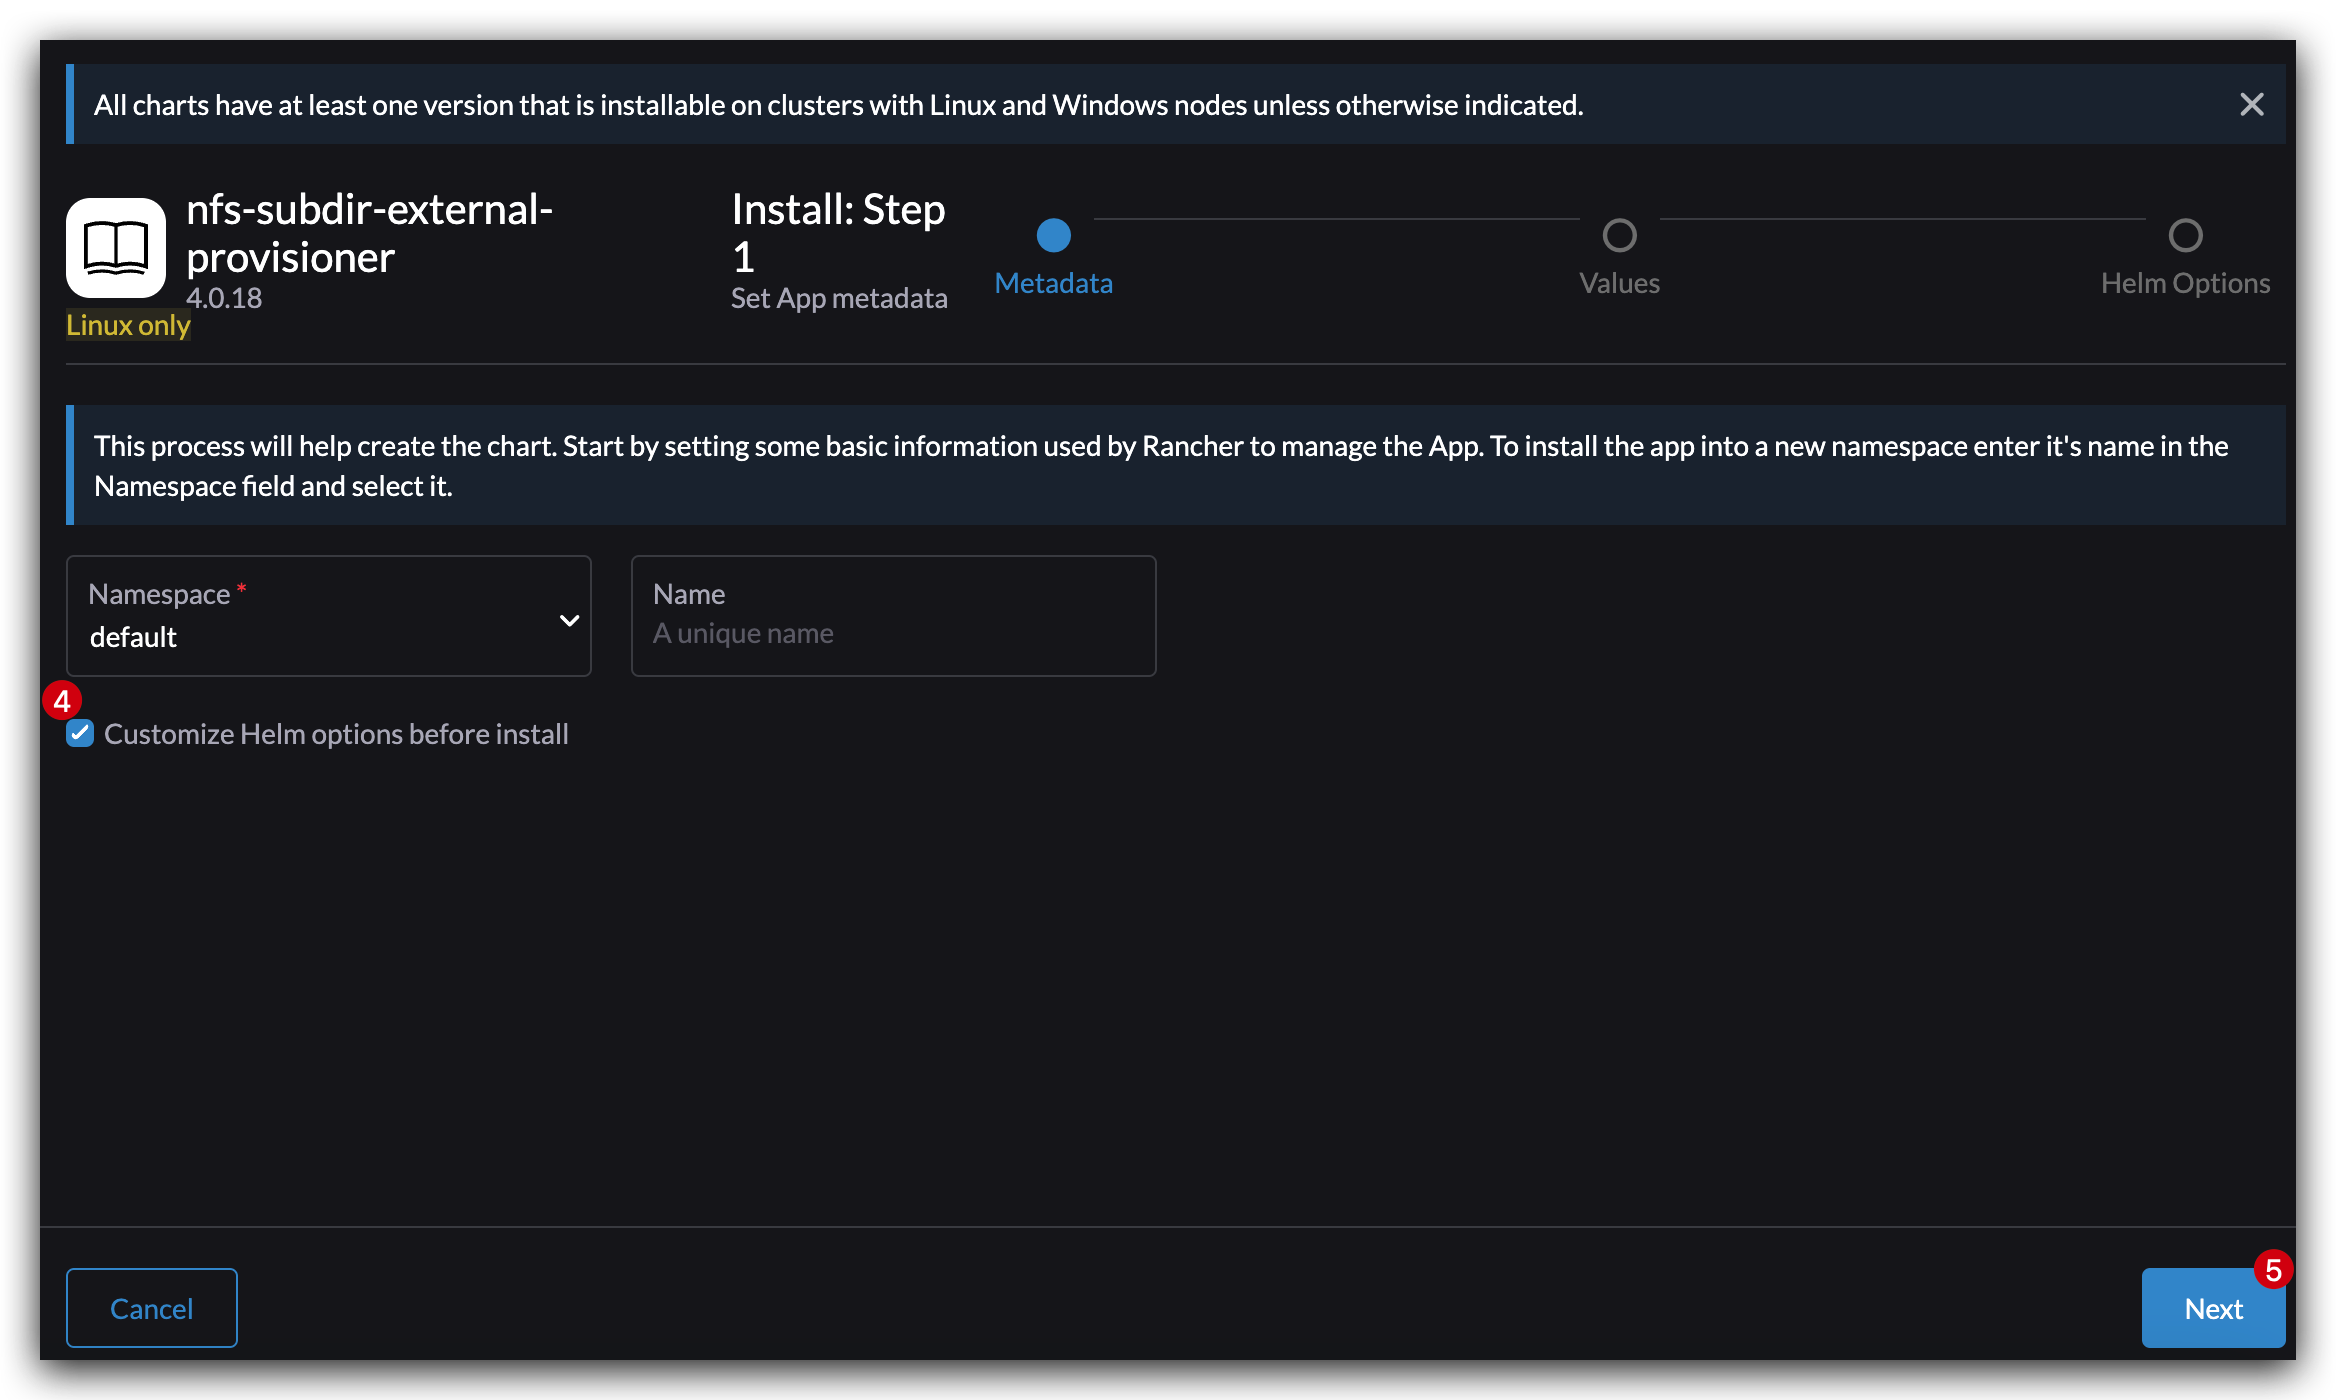 All charts have at least one version that is installable on clusters with Linux and Windows nodes unless otherwise indicated.
nfs-subdir-external-
provisioner
4.0.18
Linux only
Install: Step
1
Set App metadata
Metadata
Values
Helm Options
This process will help create the chart. Start by setting some basic information used by Rancher to manage the App. To install the app into a new namespace enter it's name in the
Namespace field and select it.
Namespace *
default
Name
A unique name
4
Customize Helm options before install
Cancel
5
Next